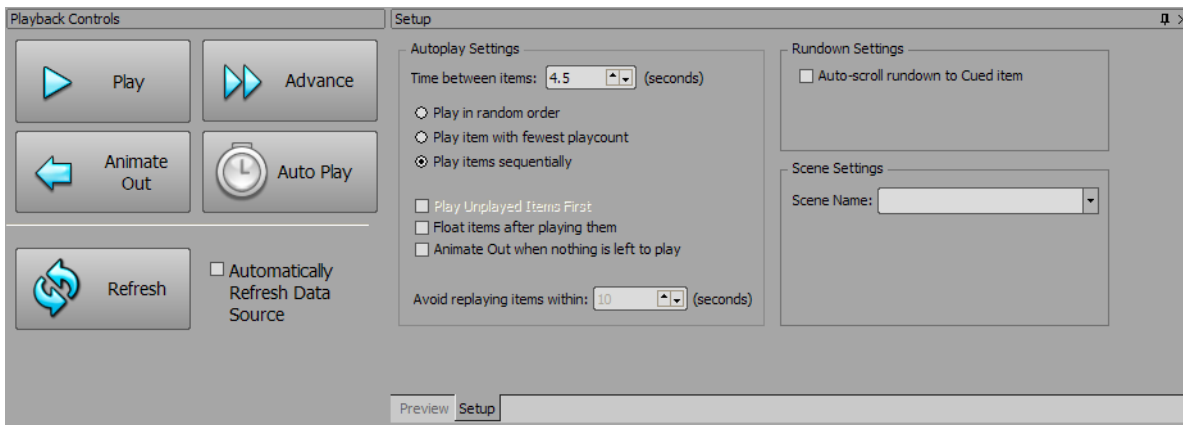 Playback Controls
Play
Advance
Animate
Out
Auto Play
Refresh
Automatically
Refresh Data
Source
Setup
Autoplay Settings
Time between items: 4.5 (seconds)
Play in random order
Play item with fewest playcount
Play items sequentially
Play Unplayed Items First
Float items after playing them
Animate Out when nothing is left to play
Avoid replaying items within: 10 (seconds)
Rundown Settings
Auto-scroll rundown to Cued item
Scene Settings
Scene Name:
Preview Setup